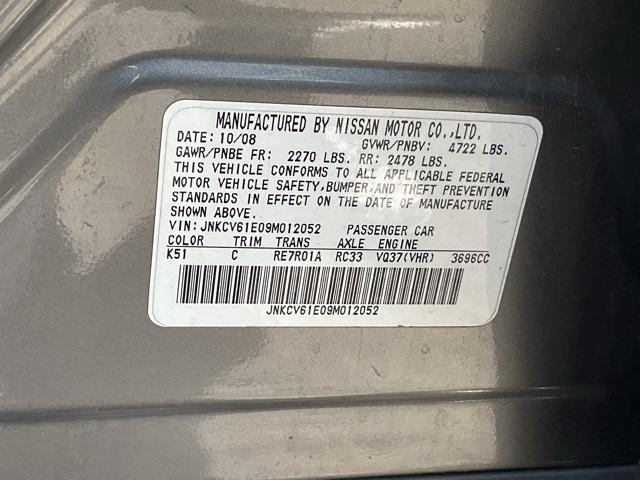 MANUFACTURED BY NISSAN MOTOR CO.,LTD.
DATE: 10/08 GVWR/PNBV: 4722 LBS.
GAWR/PNBE FR: 2270 LBS. RR: 2478 LBS.
THIS VEHICLE CONFORMS TO ALL APPLICABLE FEDERAL
MOTOR VEHICLE SAFETY,BUMPER,AND THEFT PREVENTION
STANDARDS IN EFFECT ON THE DATE OF MANUFACTURE
SHOWN ABOVE.
VIN: JNKCV61E09M012052 PASSENGER CAR
COLOR TRIM TRANS AXLE ENGINE
K51 C RE7R01A RC33 VQ37(VHR) 3696CC
JNKCV61E09M012052